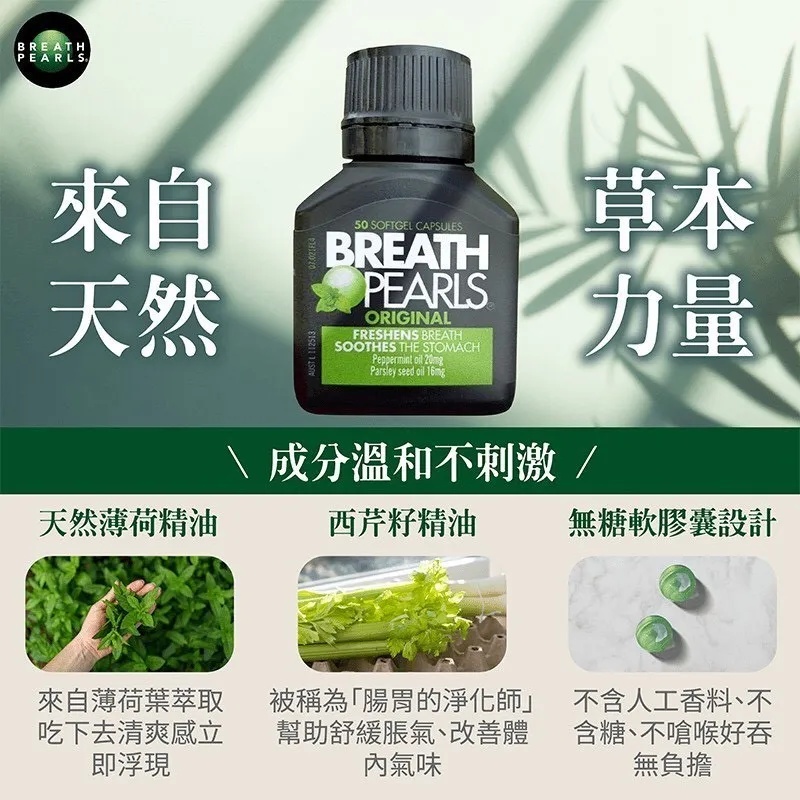 BREATH
PEARLS
來自
天然
草本
力量
50 SOFTGEL CAPSULES
BREATH
PEARLS
ORIGINAL
FRESHENS BREATH
SOOTHES THE STOMACH
Peppermint oil 20mg
Parsley seed oil 16mg
AUST L 112513
\ 成分溫和不刺激 /
天然薄荷精油
西芹籽精油
無糖軟膠囊設計
來自薄荷葉萃取
吃下去清爽感立
即浮現
被稱為「腸胃的淨化師」
幫助舒緩脹氣、改善體
內氣味
不含人工香料、不
含糖、不嗆喉好吞
無負擔